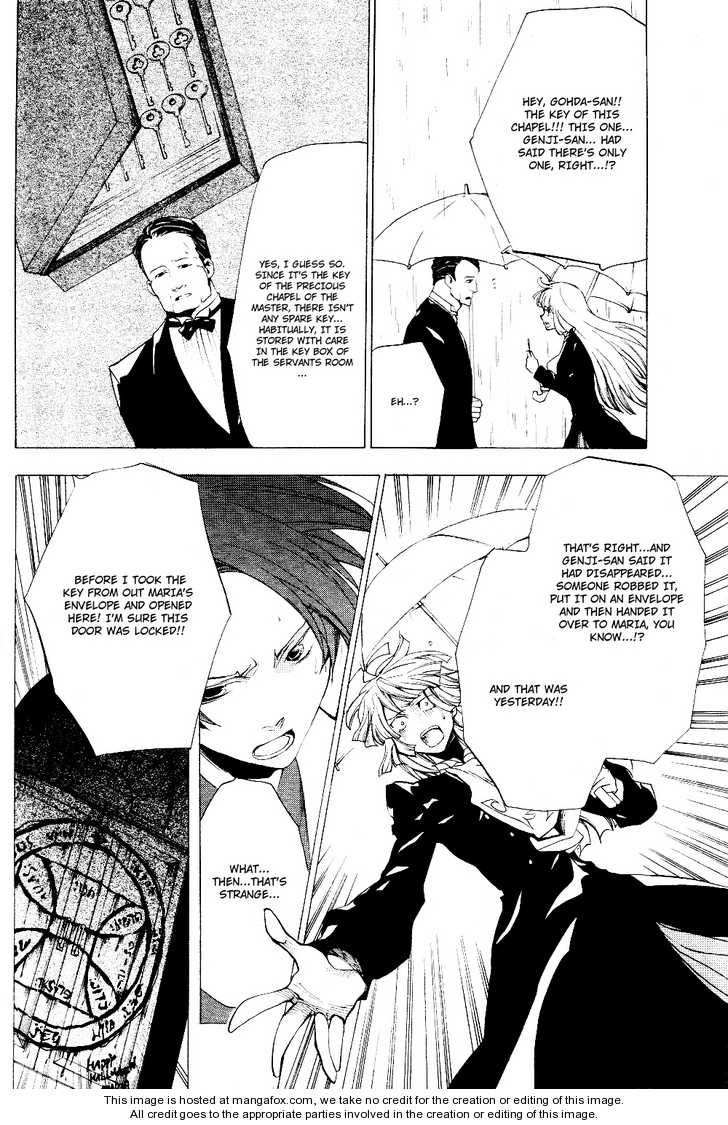 HEY, GOHDA-SAN!!
THE KEY OF THIS
CHAPEL!!! THIS ONE...
GENJI-SAN... HAD
SAID THERE'S ONLY
ONE, RIGHT...!?
EH...?
YES, I GUESS SO.
SINCE IT'S THE KEY
OF THE PRECIOUS
CHAPEL OF THE
MASTER, THERE ISN'T
ANY SPARE KEY...
HABITUALLY, IT IS
STORED WITH CARE
IN THE KEY BOX OF
THE SERVANTS ROOM
...
THAT'S RIGHT...AND
GENJI-SAN SAID IT
HAD DISAPPEARED...
SOMEONE ROBBED IT,
PUT IT ON AN ENVELOPE
AND THEN HANDED IT
OVER TO MARIA, YOU
KNOW...!?
AND THAT WAS
YESTERDAY!!
BEFORE I TOOK THE
KEY FROM OUT MARIA'S
ENVELOPE AND OPENED
HERE! I'M SURE THIS
DOOR WAS LOCKED!!
WHAT...
THEN...THAT'S
STRANGE...
HAPPY
This image is hosted at mangafox.com, we take no credit for the creation or editing of this image.
All credit goes to the appropriate parties involved in the creation or editing of this image.